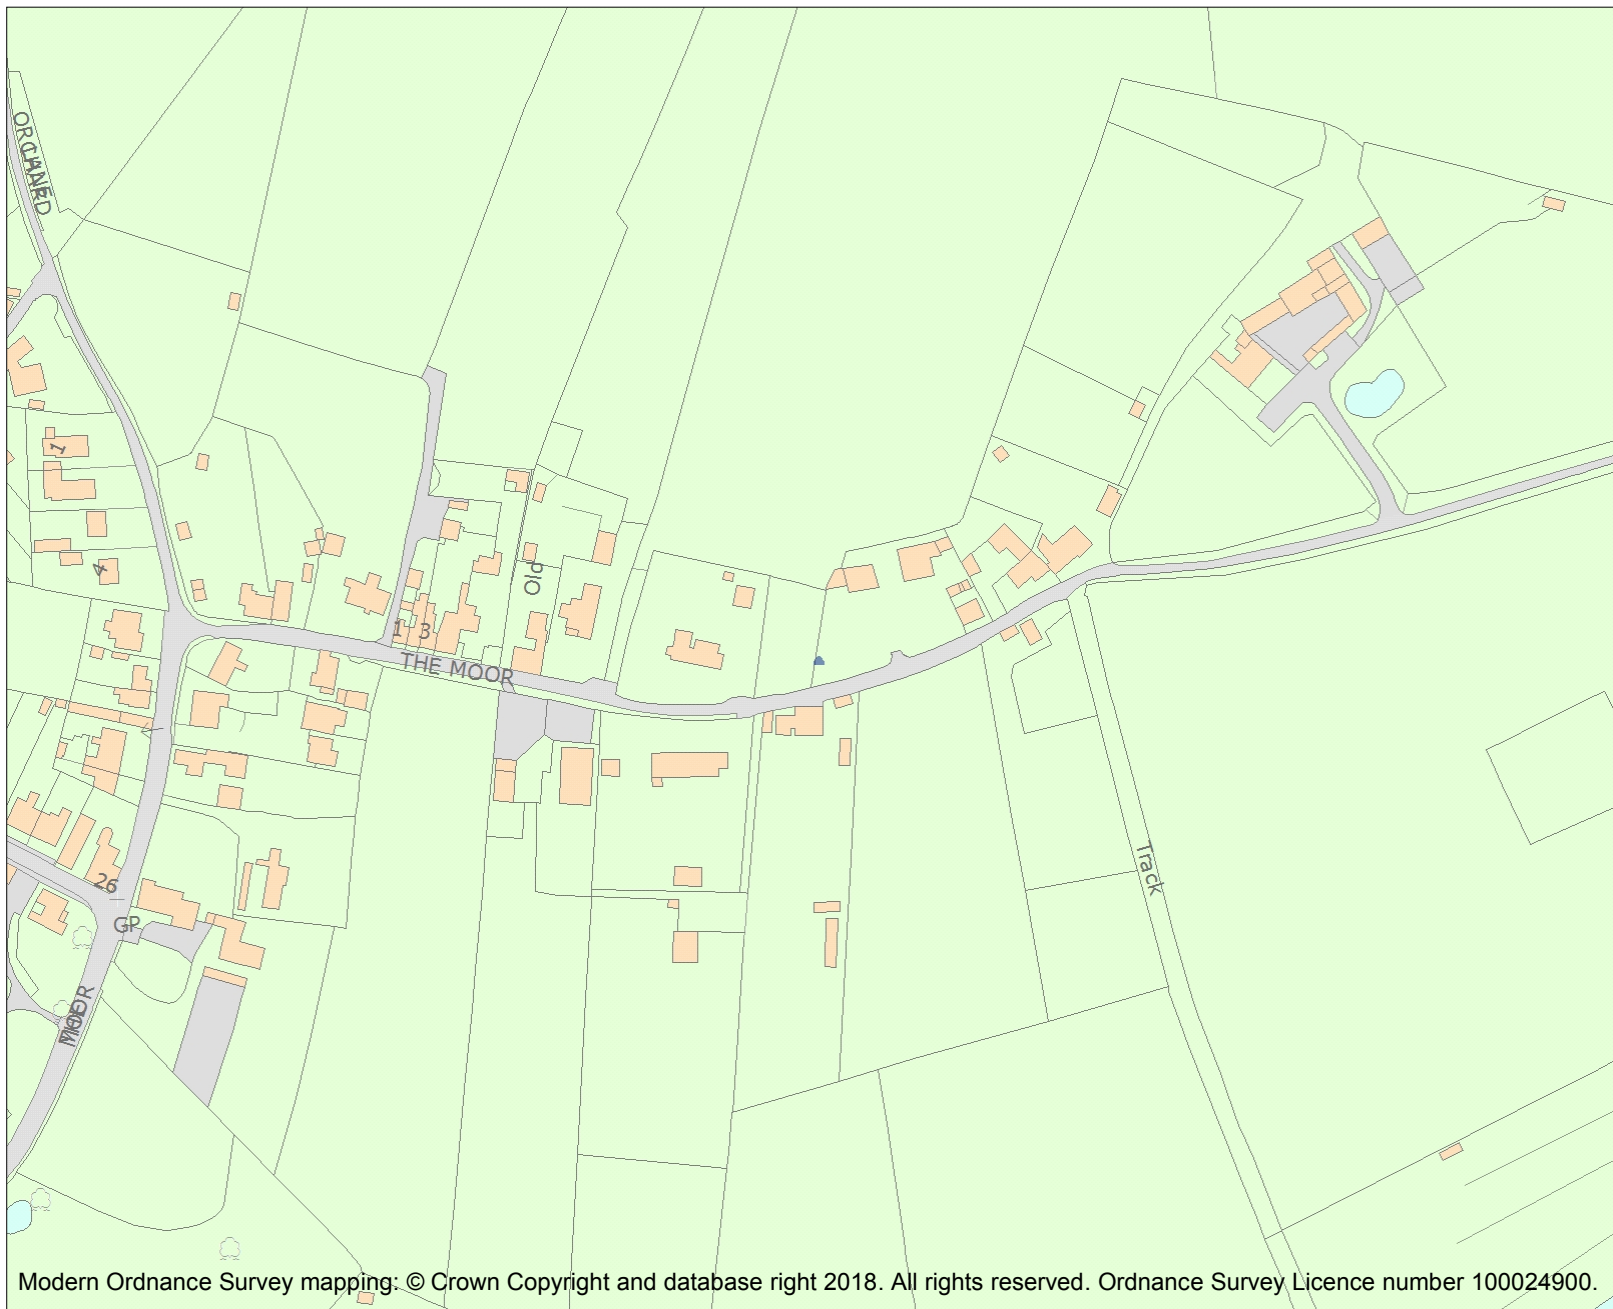 ORCHARD
LANE
1
4
Old
1 3
THE MOOR
26
GP
Track
THE
MOOR
Modern Ordnance Survey mapping: © Crown Copyright and database right 2018. All rights reserved. Ordnance Survey Licence number 100024900.